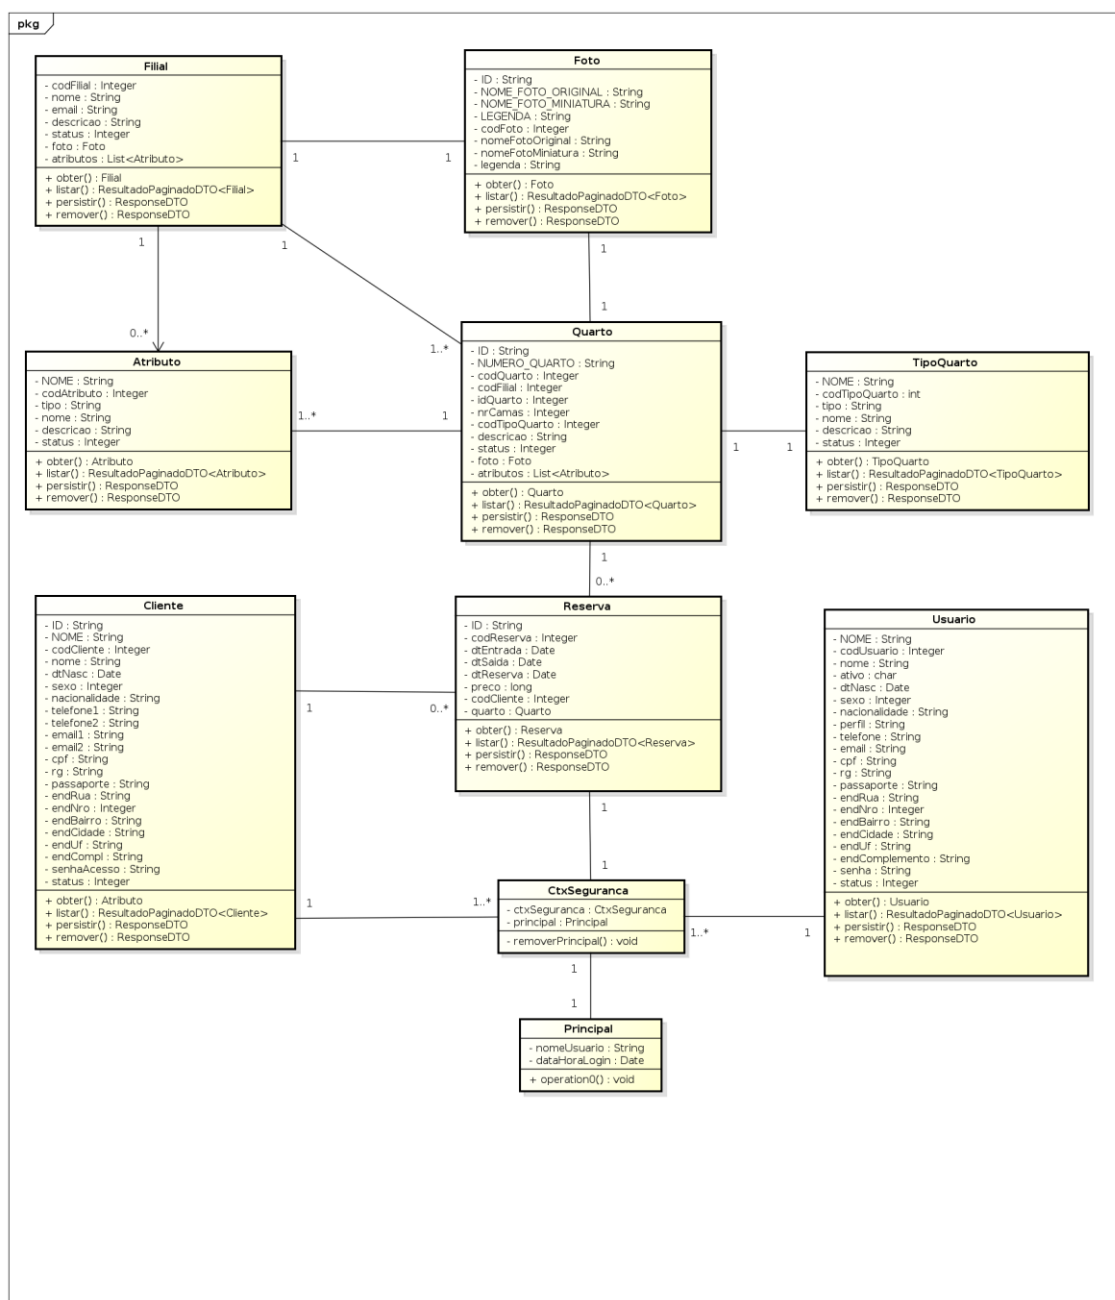 pkg
Filial
- codFilial : Integer
- nome : String
- email : String
- descricao : String
- status : Integer
- foto : Foto
- atributos : List<Atributo>
+ obter() : Filial
+ listar() : ResultadoPaginadoDTO<Filial>
+ persistir() : ResponseDTO
+ remover() : ResponseDTO
Foto
- ID : String
- NOME_FOTO_ORIGINAL : String
- NOME_FOTO_MINIATURA : String
- LEGENDA : String
- codFoto : Integer
- nomeFotoOriginal : String
- nomeFotoMiniatura : String
- legenda : String
+ obter() : Foto
+ listar() : ResultadoPaginadoDTO<Foto>
+ persistir() : ResponseDTO
+ remover() : ResponseDTO
1
1
1
1
1
0..*
1..*
1
Atributo
- NOME : String
- codAtributo : Integer
- tipo : String
- nome : String
- descricao : String
- status : Integer
+ obter() : Atributo
+ listar() : ResultadoPaginadoDTO<Atributo>
+ persistir() : ResponseDTO
+ remover() : ResponseDTO
1..*
1
Quarto
- ID : String
- NUMERO_QUARTO : String
- codQuarto : Integer
- codFilial : Integer
- idQuarto : Integer
- nrCamas : Integer
- codTipoQuarto : Integer
- descricao : String
- status : Integer
- foto : Foto
- atributos : List<Atributo>
+ obter() : Quarto
+ listar() : ResultadoPaginadoDTO<Quarto>
+ persistir() : ResponseDTO
+ remover() : ResponseDTO
1
1
TipoQuarto
- NOME : String
- codTipoQuarto : int
- tipo : String
- nome : String
- descricao : String
- status : Integer
+ obter() : TipoQuarto
+ listar() : ResultadoPaginadoDTO<TipoQuarto>
+ persistir() : ResponseDTO
+ remover() : ResponseDTO
1
0..*
Cliente
- ID : String
- NOME : String
- codCliente : Integer
- nome : String
- dtNasc : Date
- sexo : Integer
- nacionalidade : String
- telefone1 : String
- telefone2 : String
- email1 : String
- email2 : String
- cpf : String
- rg : String
- passaporte : String
- endRua : String
- endNro : Integer
- endBairro : String
- endCidade : String
- endUf : String
- endCompl : String
- senhaAcesso : String
- status : Integer
+ obter() : Atributo
+ listar() : ResultadoPaginadoDTO<Cliente>
+ persistir() : ResponseDTO
+ remover() : ResponseDTO
1
0..*
Reserva
- ID : String
- codReserva : Integer
- dtEntrada : Date
- dtSaida : Date
- dtReserva : Date
- preco : long
- codCliente : Integer
- quarto : Quarto
+ obter() : Reserva
+ listar() : ResultadoPaginadoDTO<Reserva>
+ persistir() : ResponseDTO
+ remover() : ResponseDTO
Usuario
- NOME : String
- codUsuario : Integer
- nome : String
- ativo : char
- dtNasc : Date
- sexo : Integer
- nacionalidade : String
- perfil : String
- telefone : String
- email : String
- cpf : String
- rg : String
- passaporte : String
- endRua : String
- endNro : Integer
- endBairro : String
- endCidade : String
- endUf : String
- endComplemento : String
- senha : String
- status : Integer
+ obter() : Usuario
+ listar() : ResultadoPaginadoDTO<Usuario>
+ persistir() : ResponseDTO
+ remover() : ResponseDTO
1
1
1
1..*
CtxSeguranca
- ctxSeguranca : CtxSeguranca
- principal : Principal
- removerPrincipal() : void
1..*
1
1
1
Principal
- nomeUsuario : String
- dataHoraLogin : Date
+ operation0() : void